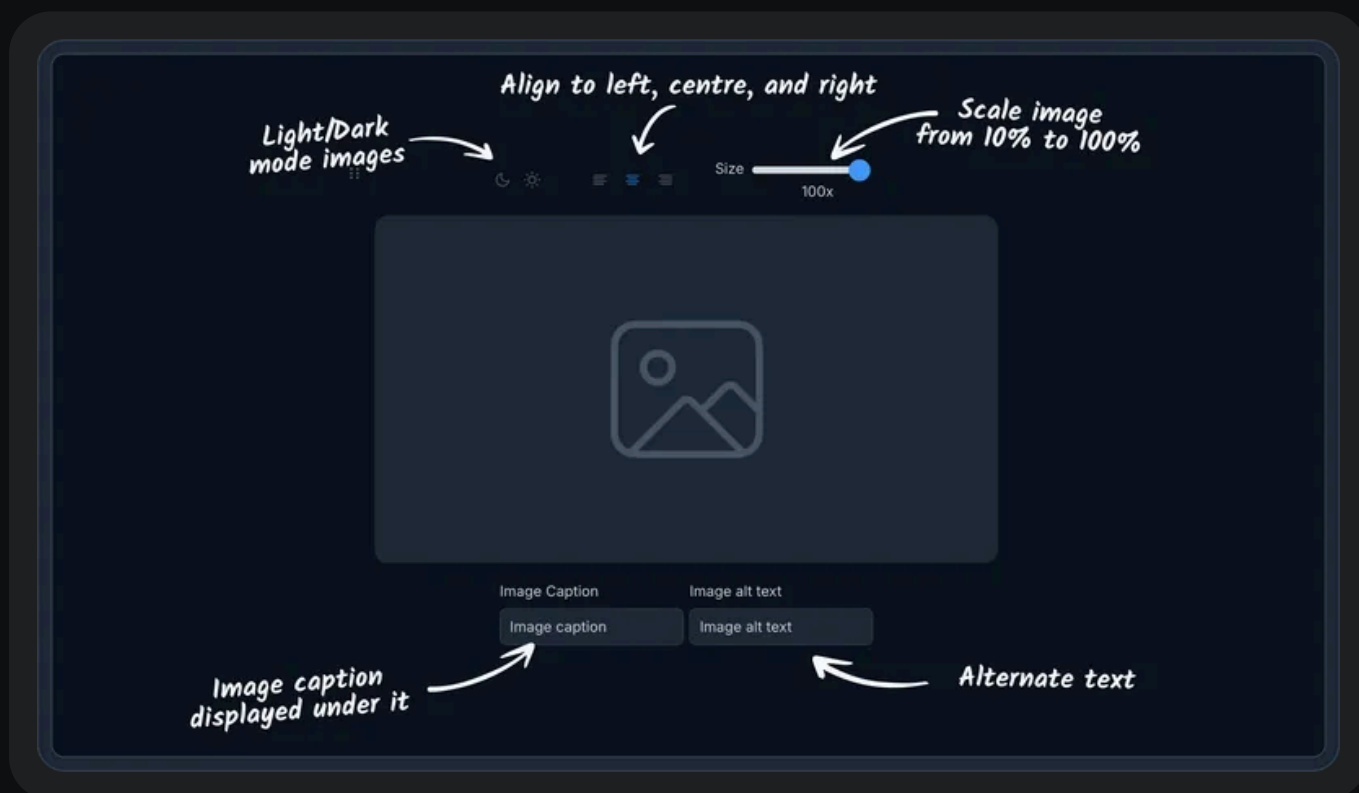 Align to left, centre, and right
Light/Dark
mode images
Scale image
from 10% to 100%
Size
100x
Image Caption
Image alt text
Image caption
Image alt text
Image caption
displayed under it
Alternate text